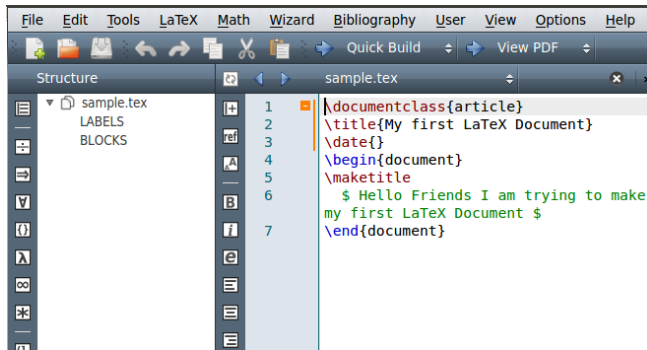 File Edit Tools LaTeX Math Wizard Bibliography User View Options Help
Quick Build View PDF
Structure sample.tex
sample.tex
LABELS
BLOCKS
ref
A
B
i
e
1 \documentclass{article}
2 \title{My first LaTeX Document}
3 \date{}
4 \begin{document}
5 \maketitle
6 $ Hello Friends I am trying to make
my first LaTeX Document $
7 \end{document}